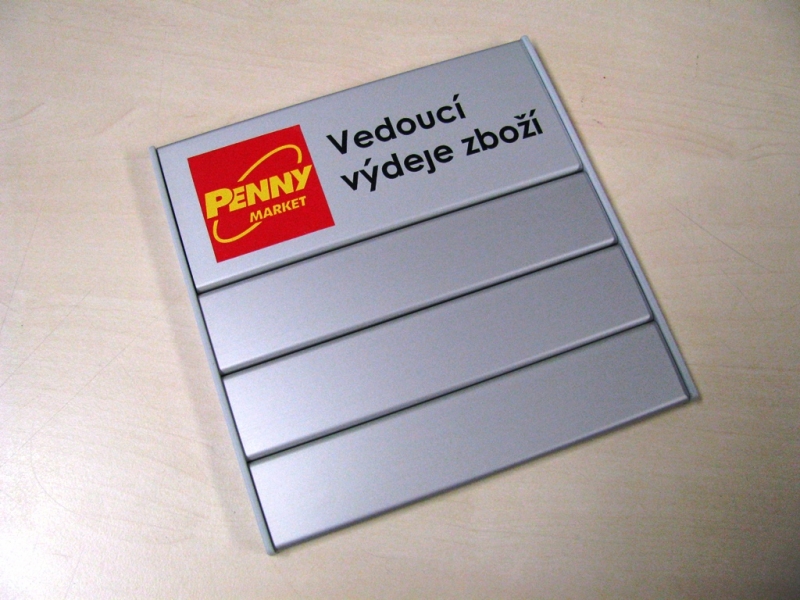 PENNY
MARKET
Vedoucí
výdeje zboží